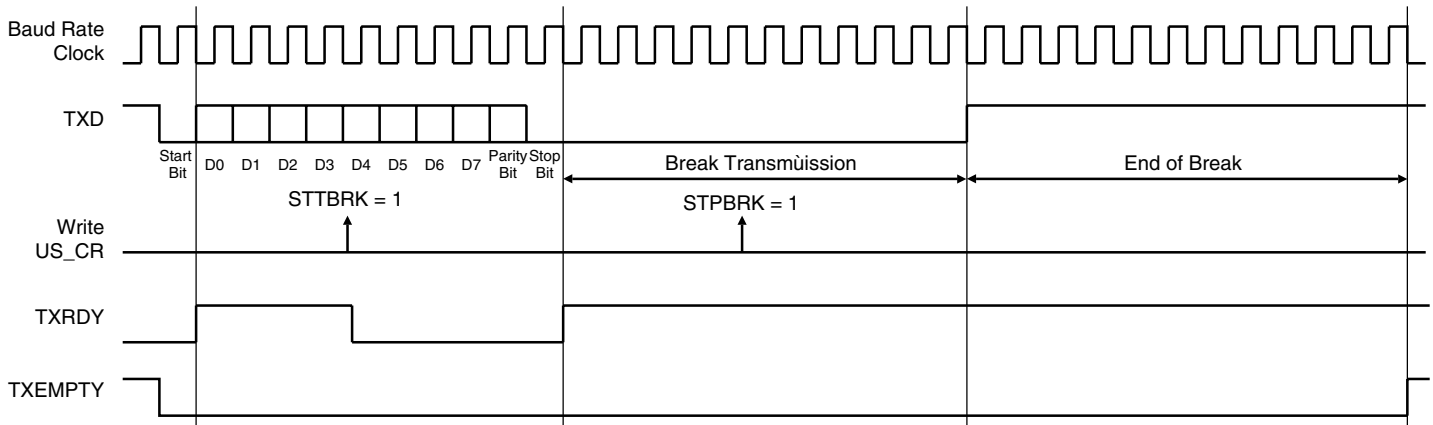 Baud Rate
Clock
TXD
Start
Bit
D0
D1
D2
D3
D4
D5
D6
D7
Parity
Bit
Stop
Bit
Break Transmùission
End of Break
STTBRK = 1
STPBRK = 1
Write
US_CR
TXRDY
TXEMPTY